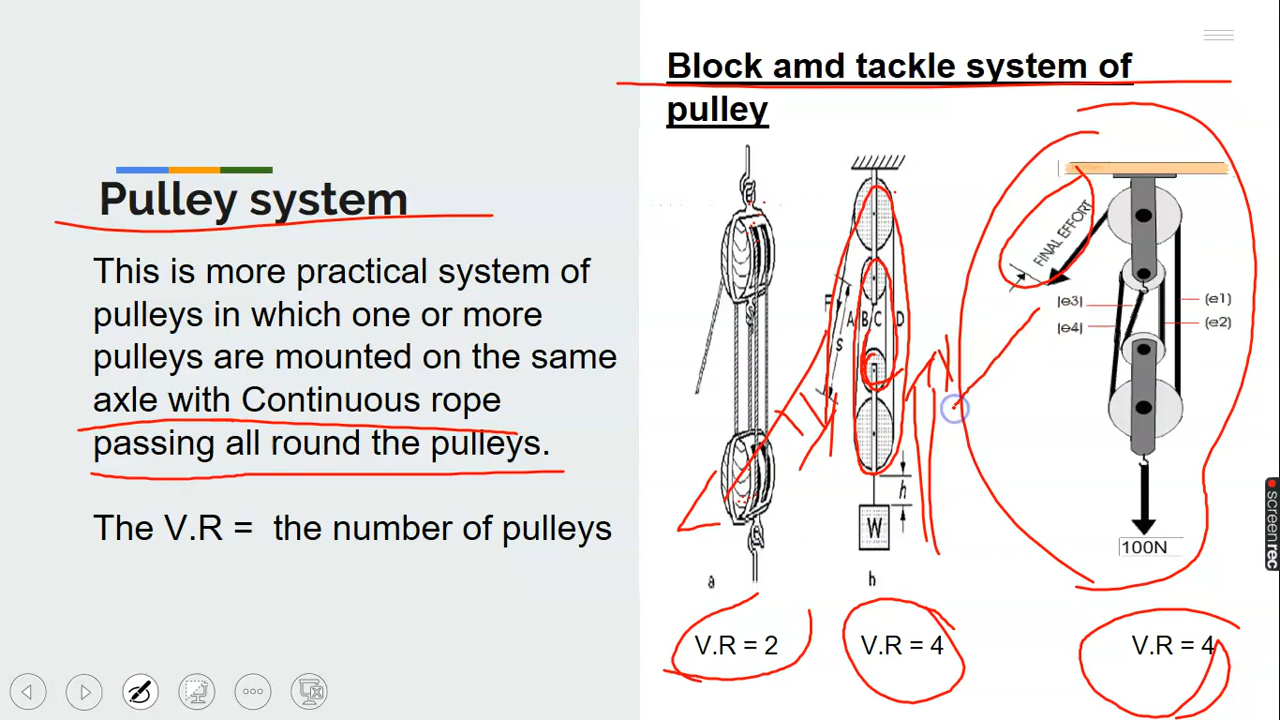 Pulley system
This is more practical system of
pulleys in which one or more
pulleys are mounted on the same
axle with Continuous rope
passing all round the pulleys.
The V.R = the number of pulleys
Block amd tackle system of
pulley
FINAL EFFORT
F
A B C D
s
h
W
(e3)
(e4)
(e1)
(e2)
100N
a
b
V.R = 2
V.R = 4
V.R = 4
screenrec